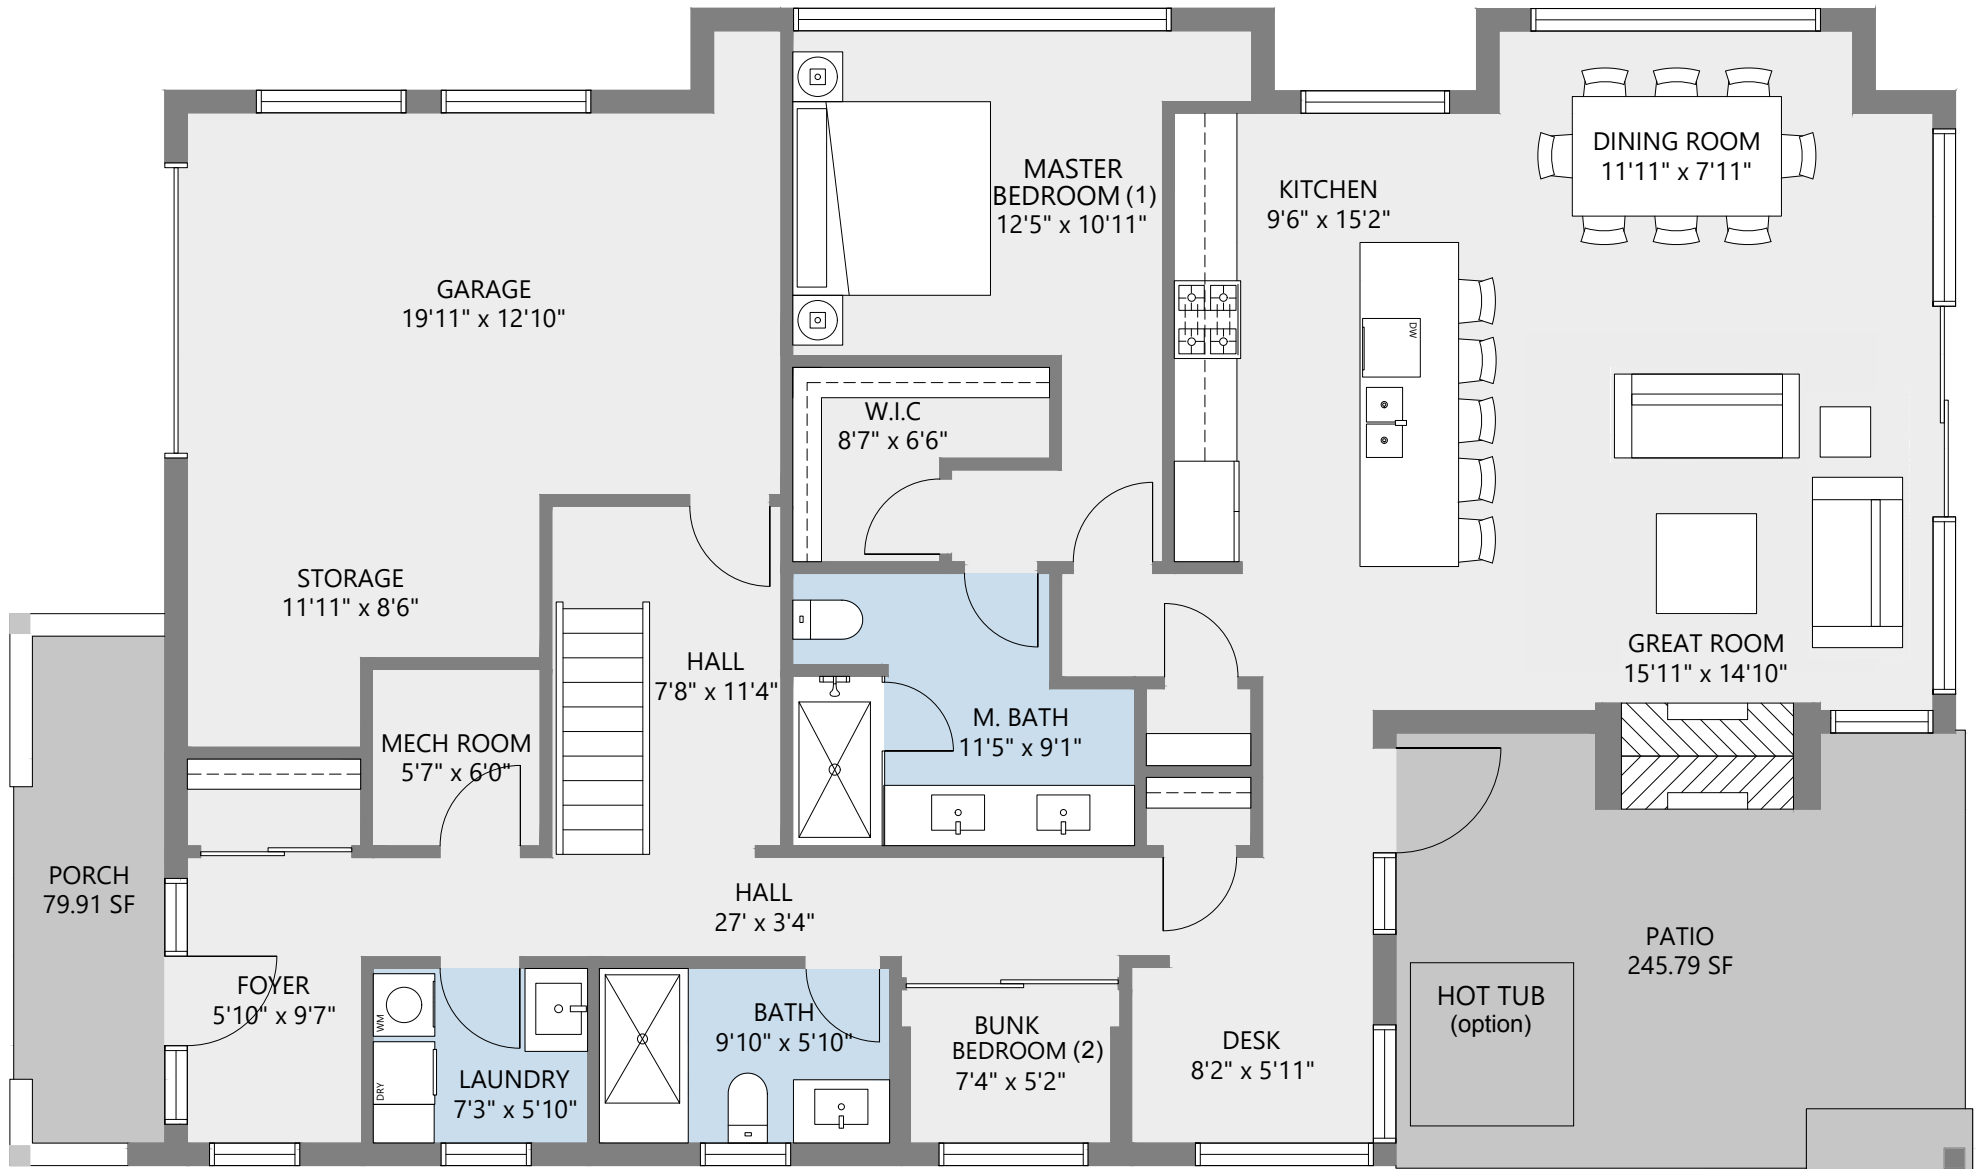 DINING ROOM
11'11" x 7'11"
MASTER
BEDROOM (1)
12'5" x 10'11"
KITCHEN
9'6" x 15'2"
GARAGE
19'11" x 12'10"
DW
W.I.C
8'7" x 6'6"
STORAGE
11'11" x 8'6"
HALL
7'8" x 11'4"
GREAT ROOM
15'11" x 14'10"
MECH ROOM
5'7" x 6'0"
M. BATH
11'5" x 9'1"
PORCH
79.91 SF
HALL
27' x 3'4"
PATIO
245.79 SF
FOYER
5'10" x 9'7"
WM
BATH
9'10" x 5'10"
BUNK
BEDROOM (2)
7'4" x 5'2"
DESK
8'2" x 5'11"
HOT TUB
(option)
DRY
LAUNDRY
7'3" x 5'10"